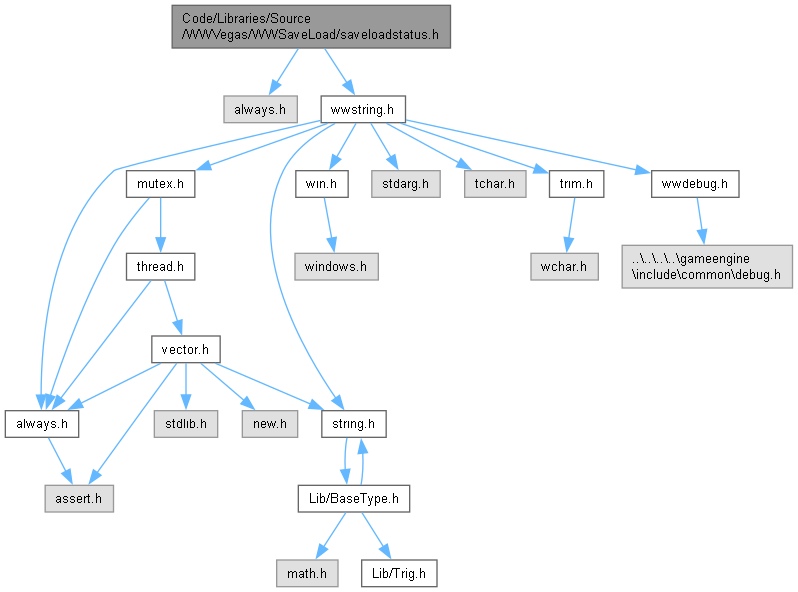 Code/Libraries/Source
/WWVegas/WWSaveLoad/saveloadstatus.h
always.h
wwstring.h
mutex.h
win.h
stdarg.h
tchar.h
trim.h
wwdebug.h
thread.h
windows.h
wchar.h
..\..\..\..\gameengine
\include\common\debug.h
vector.h
always.h
stdlib.h
new.h
string.h
assert.h
Lib/BaseType.h
math.h
Lib/Trig.h